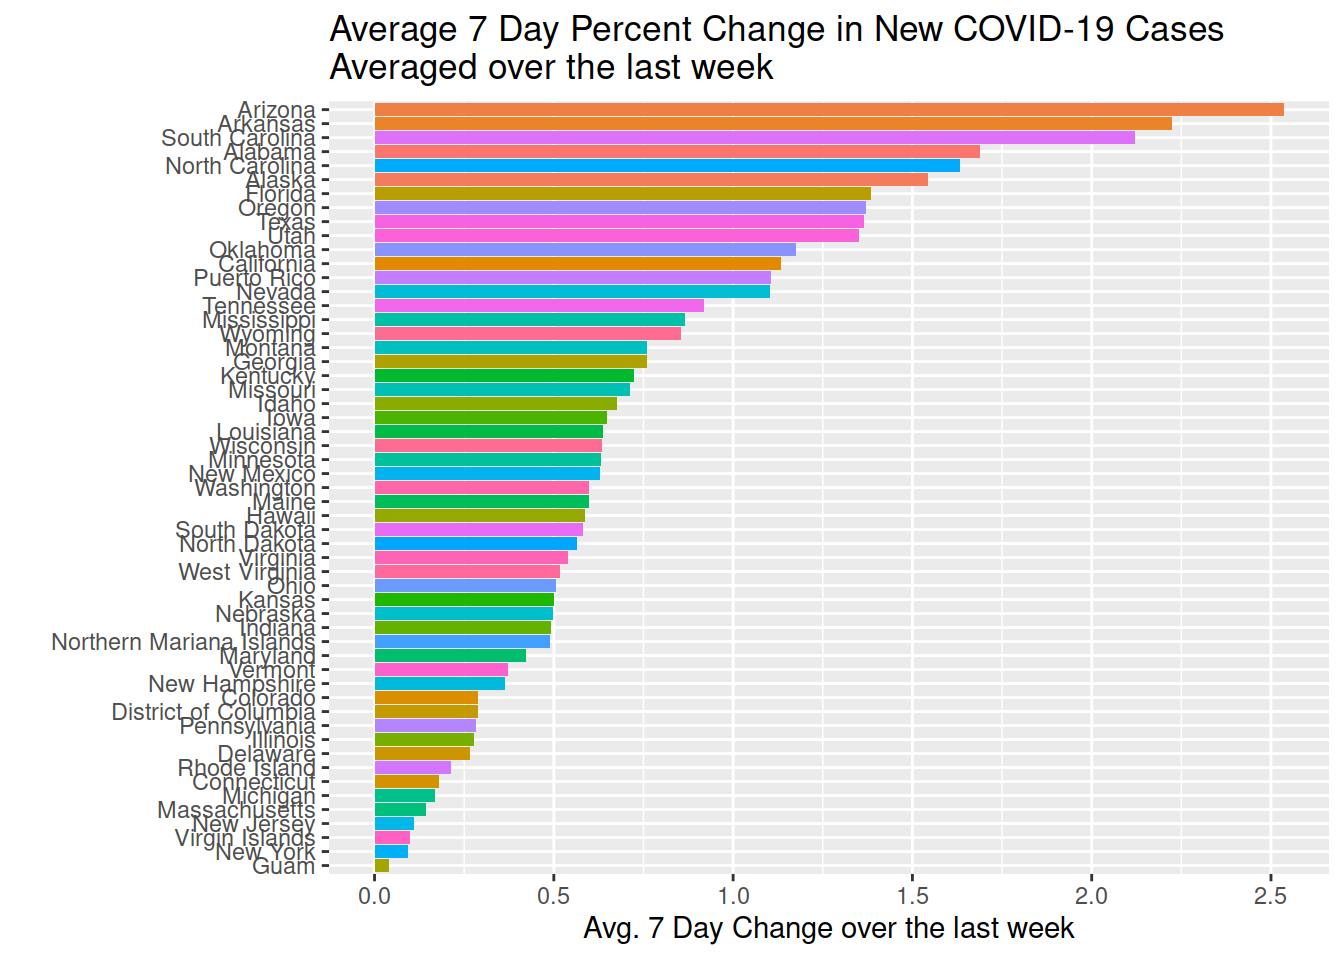 Average 7 Day Percent Change in New COVID-19 Cases
Averaged over the last week
Arizona
Arkansas
South Carolina
Alabama
North Carolina
Alaska
Florida
Oregon
Texas
Utah
Oklahoma
California
Puerto Rico
Nevada
Tennessee
Mississippi
Wyoming
Montana
Georgia
Kentucky
Missouri
Idaho
Iowa
Louisiana
Wisconsin
Minnesota
New Mexico
Washington
Maine
Hawaii
South Dakota
North Dakota
Virginia
West Virginia
Ohio
Kansas
Nebraska
Indiana
Northern Mariana Islands
Maryland
Vermont
New Hampshire
Colorado
District of Columbia
Pennsylvania
Illinois
Delaware
Rhode Island
Connecticut
Michigan
Massachusetts
New Jersey
Virgin Islands
New York
Guam
0.0 0.5 1.0 1.5 2.0 2.5
Avg. 7 Day Change over the last week